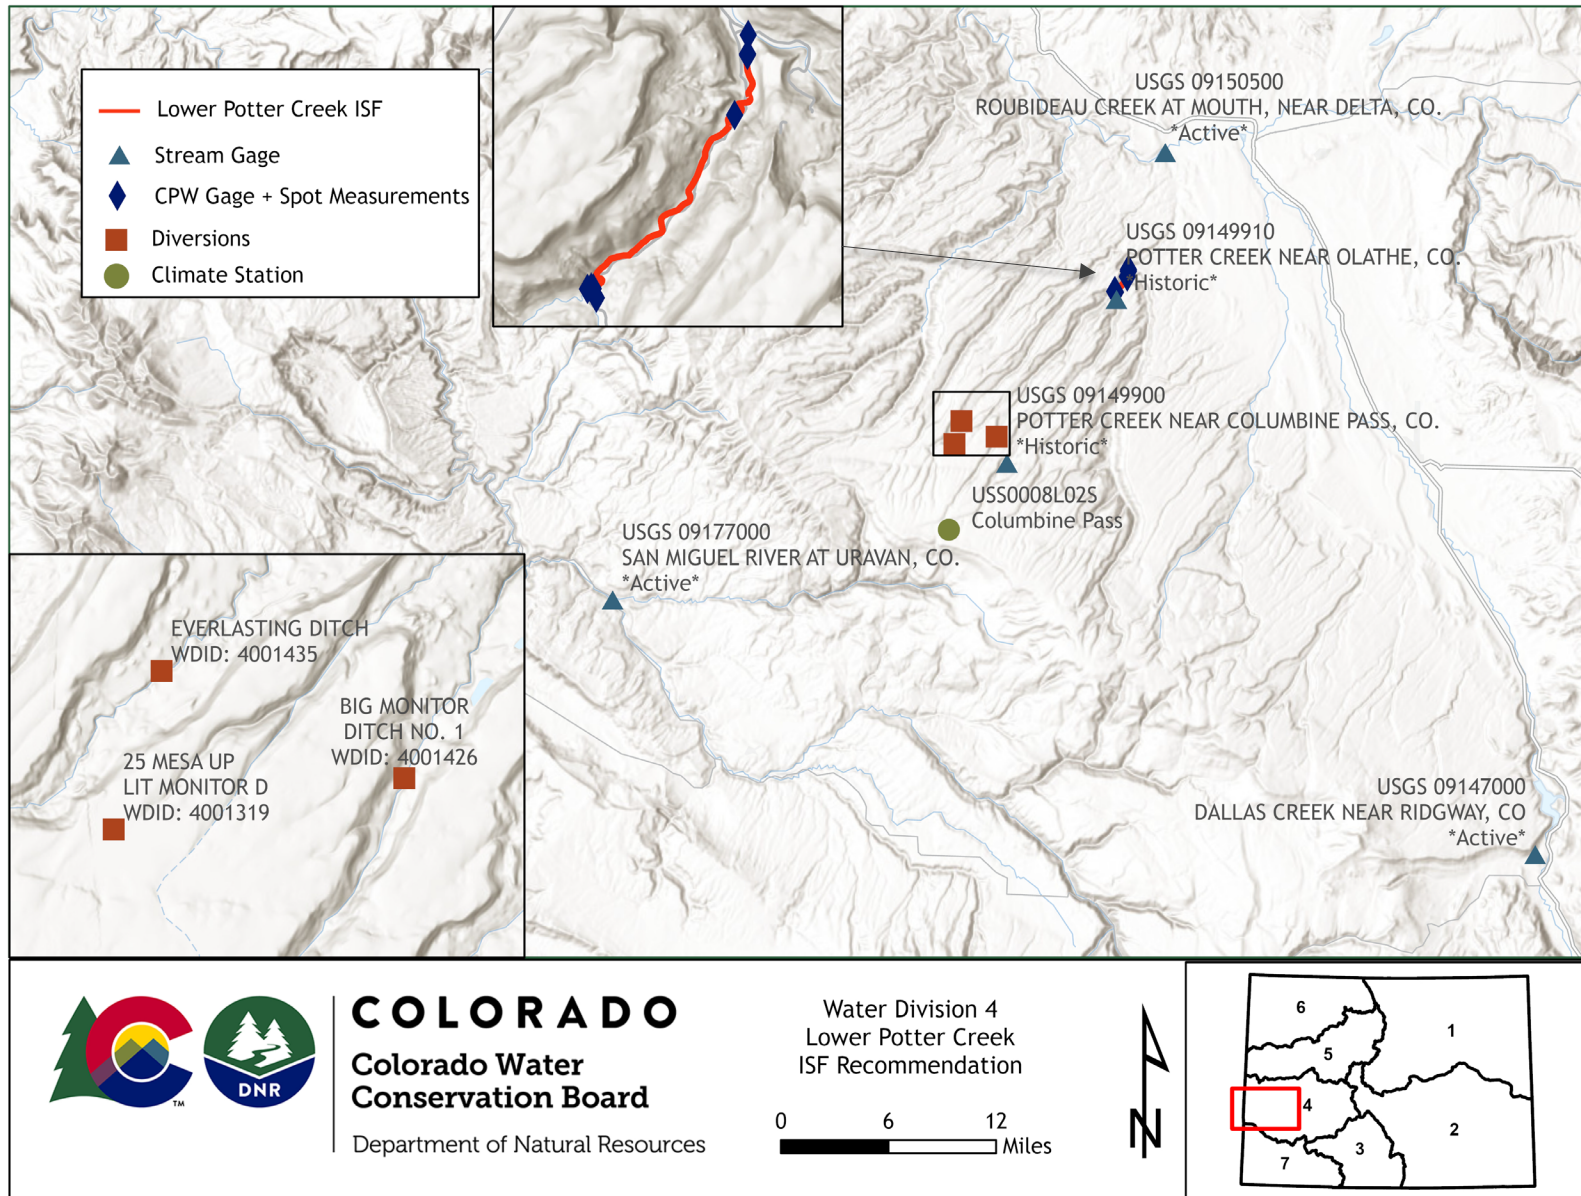 Lower Potter Creek ISF
Stream Gage
CPW Gage + Spot Measurements
Diversions
Climate Station
USGS 09150500
ROUBIDEAU CREEK AT MOUTH, NEAR DELTA, CO.
*Active*
USGS 09149910
POTTER CREEK NEAR OLATHE, CO.
*Historic*
USGS 09149900
POTTER CREEK NEAR COLUMBINE PASS, CO.
*Historic*
USS0008L02S
Columbine Pass
USGS 09177000
SAN MIGUEL RIVER AT URAVAN, CO.
*Active*
EVERLASTING DITCH
WDID: 4001435
BIG MONITOR
DITCH NO. 1
WDID: 4001426
25 MESA UP
LIT MONITOR D
WDID: 4001319
USGS 09147000
DALLAS CREEK NEAR RIDGWAY, CO
*Active*
TM
DNR
COLORADO
Colorado Water
Conservation Board
Department of Natural Resources
Water Division 4
Lower Potter Creek
ISF Recommendation
0 6 12
Miles
N
6
1
5
4
2
3
7